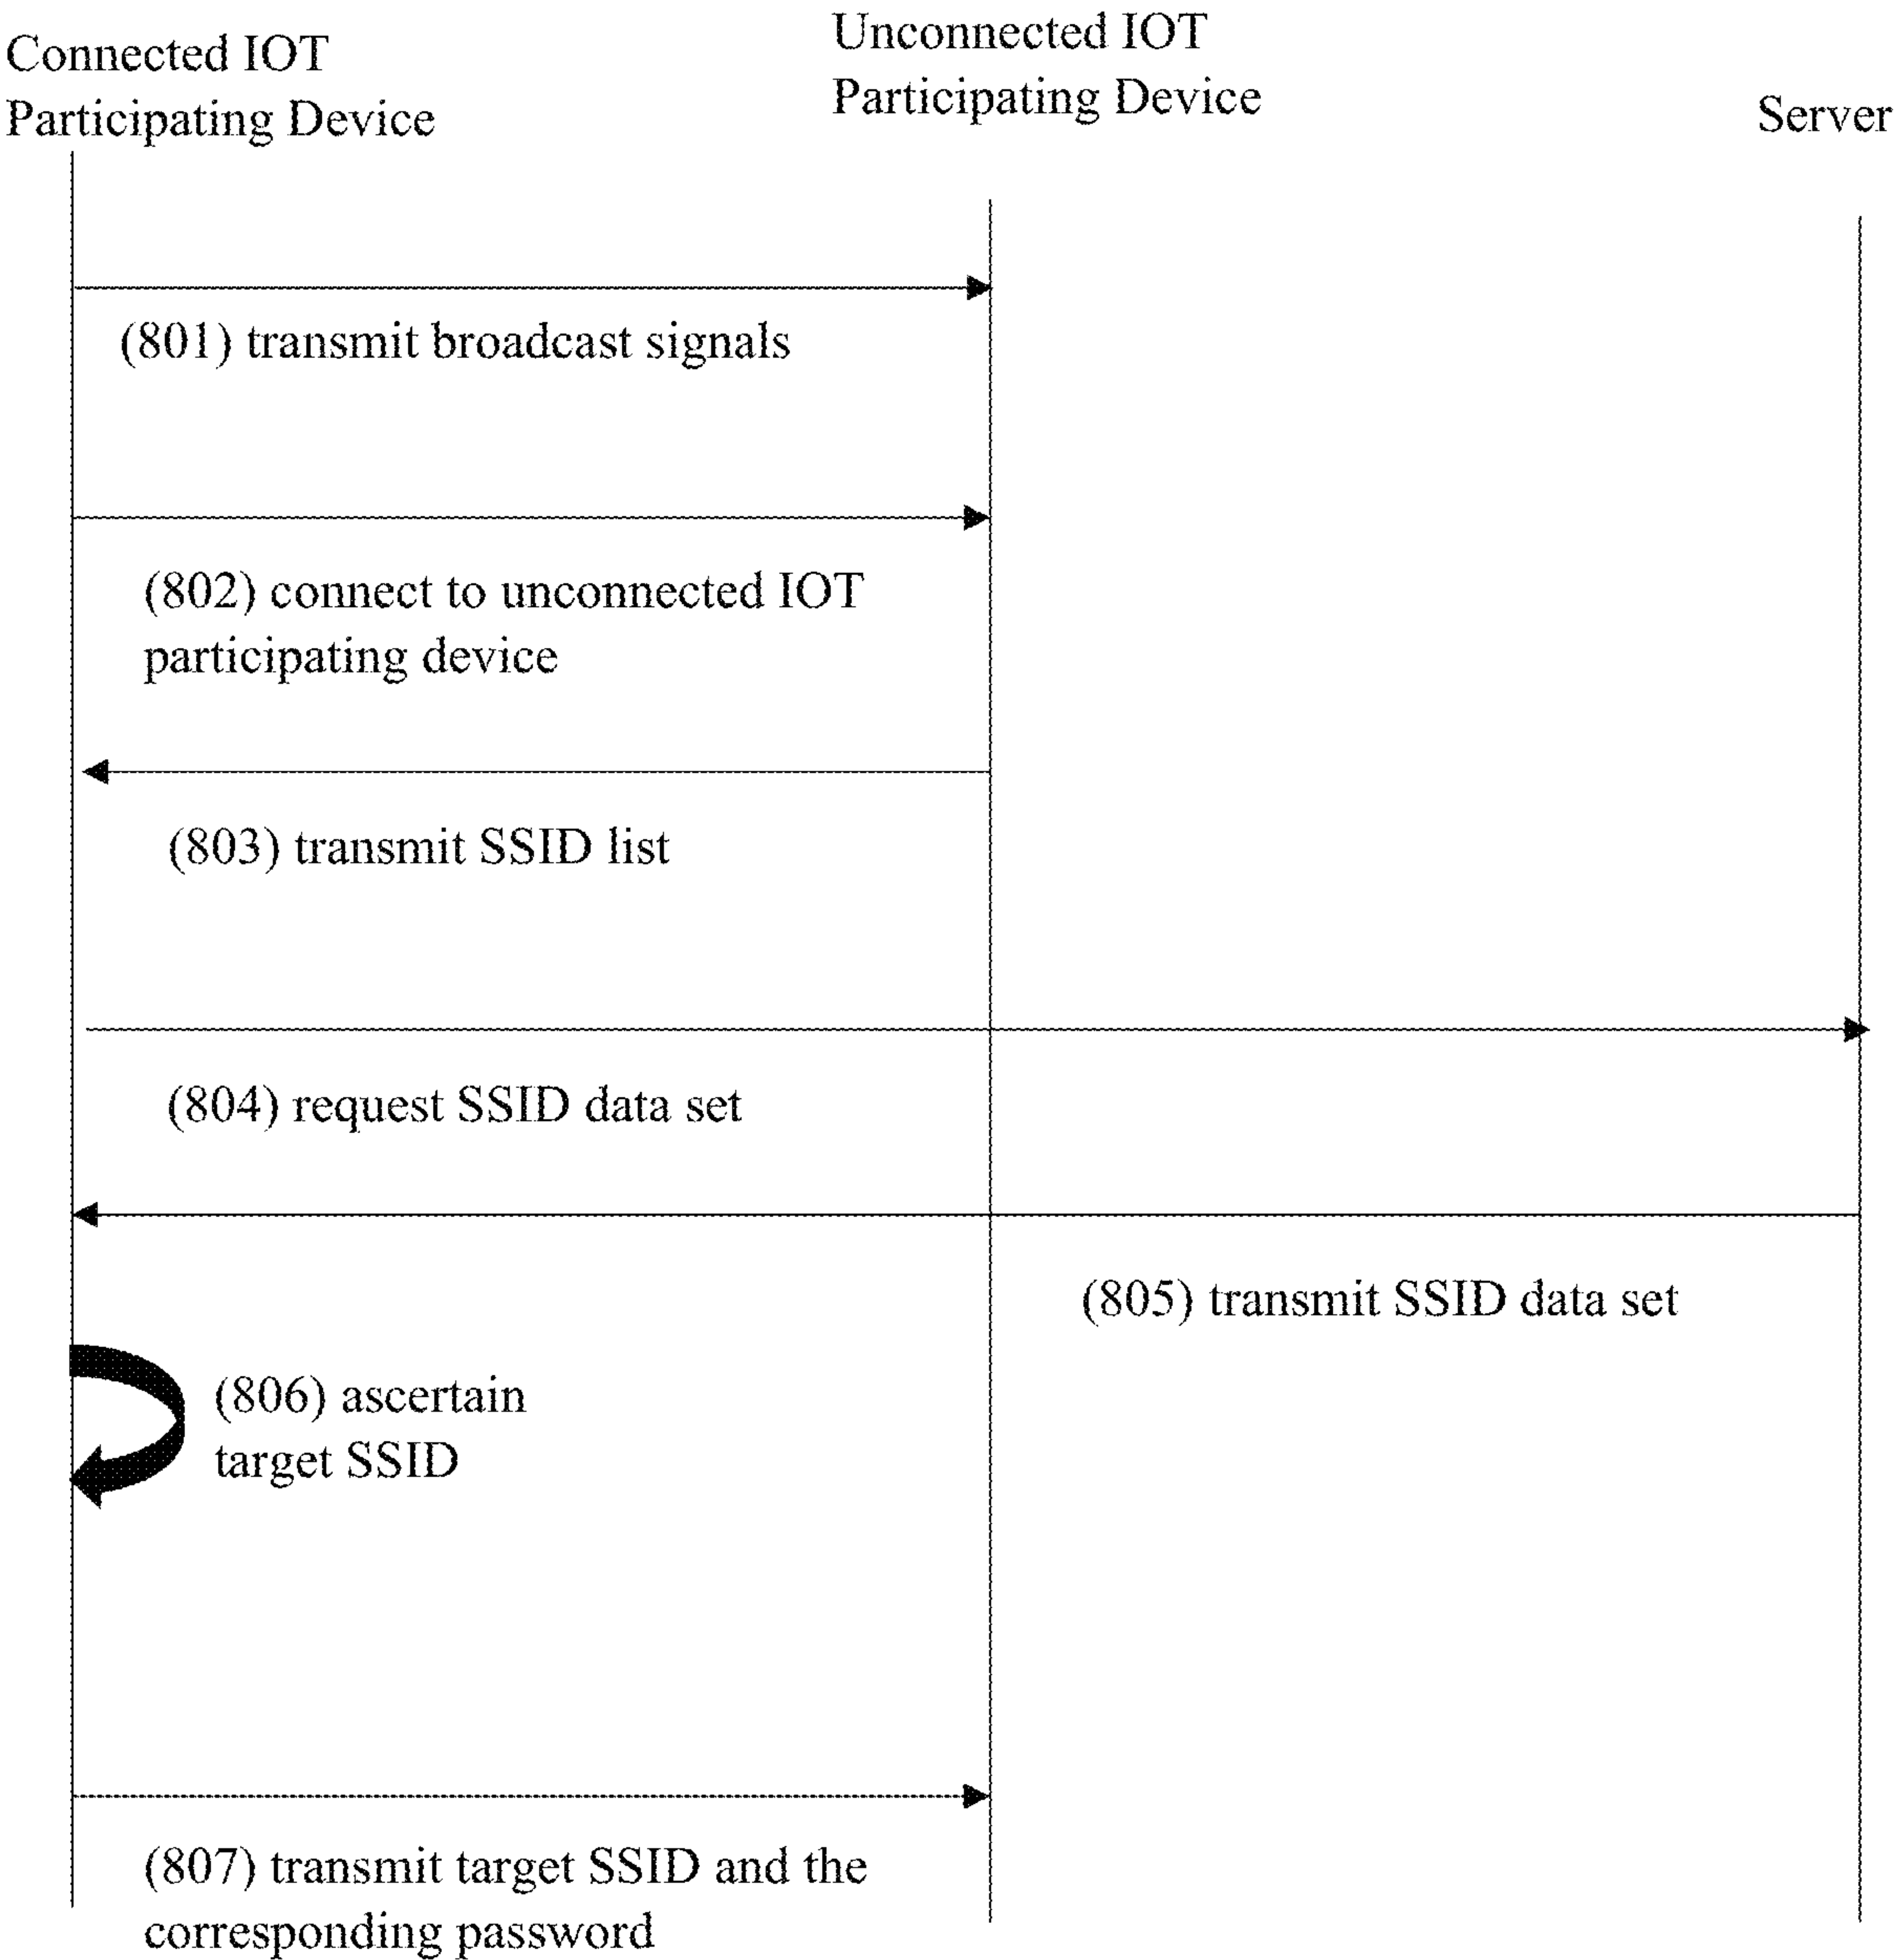 Connected IOT
Participating Device
Unconnected IOT
Participating Device
Server
(801) transmit broadcast signals
(802) connect to unconnected IOT
participating device
(803) transmit SSID list
(804) request SSID data set
(805) transmit SSID data set
(806) ascertain
target SSID
(807) transmit target SSID and the
corresponding password